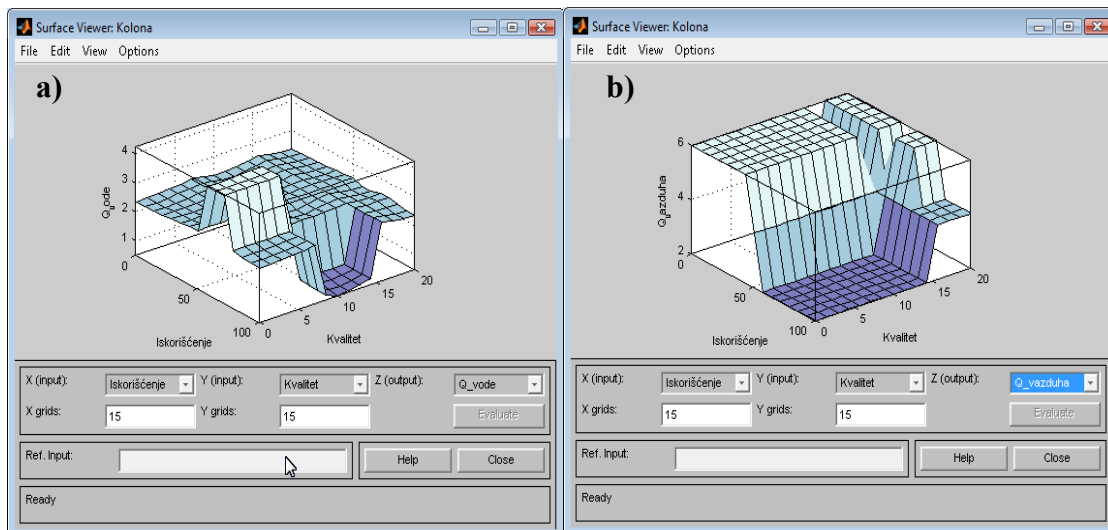 Surface Viewer: Kolona
File Edit View Options
a)
4
3
2
1
Q_vode
0
50
100
Iskorišćenje
0
5
10
15
20
Kvalitet
X (input): Iskorišćenje Y (input): Kvalitet Z (output): Q_vode
X grids: 15 Y grids: 15 Evaluate
Ref. Input: Help Close
Ready
Surface Viewer: Kolona
File Edit View Options
b)
6
4
2
Q_vazduha
0
50
100
Iskorišćenje
0
5
10
15
20
Kvalitet
X (input): Iskorišćenje Y (input): Kvalitet Z (output): Q_vazduha
X grids: 15 Y grids: 15 Evaluate
Ref. Input: Help Close
Ready